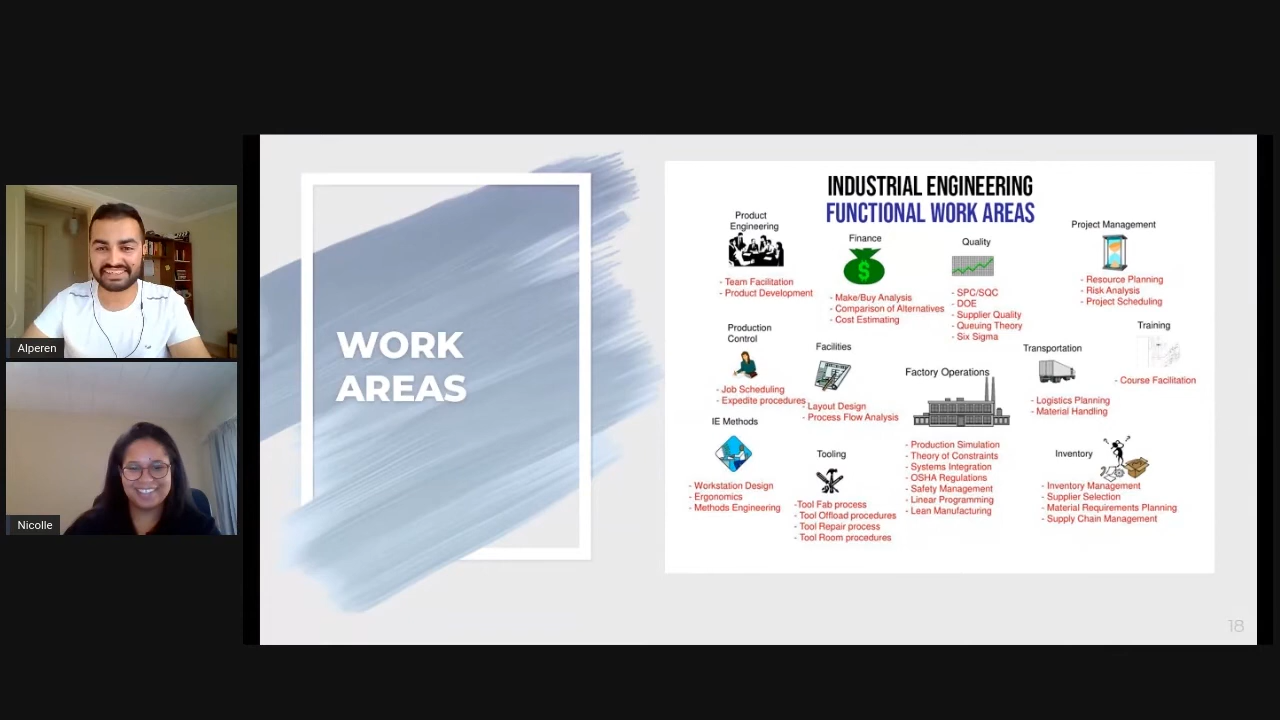 Alperen
Nicolle
WORK
AREAS
INDUSTRIAL ENGINEERING
FUNCTIONAL WORK AREAS
Product
Engineering
- Team Facilitation
- Product Development
Finance
$
- Make/Buy Analysis
- Comparison of Alternatives
- Cost Estimating
Quality
- SPC/SQC
- DOE
- Supplier Quality
- Queuing Theory
- Six Sigma
Project Management
- Resource Planning
- Risk Analysis
- Project Scheduling
Production
Control
- Job Scheduling
- Expedite procedures
Facilities
- Layout Design
- Process Flow Analysis
Factory Operations
- Production Simulation
- Theory of Constraints
- Systems Integration
- OSHA Regulations
- Safety Management
- Linear Programming
- Lean Manufacturing
Transportation
- Logistics Planning
- Material Handling
Training
- Course Facilitation
IE Methods
- Workstation Design
- Ergonomics
- Methods Engineering
Tooling
-Tool Fab process
- Tool Offload procedures
- Tool Repair process
- Tool Room procedures
Inventory
- Inventory Management
- Supplier Selection
- Material Requirements Planning
- Supply Chain Management
18